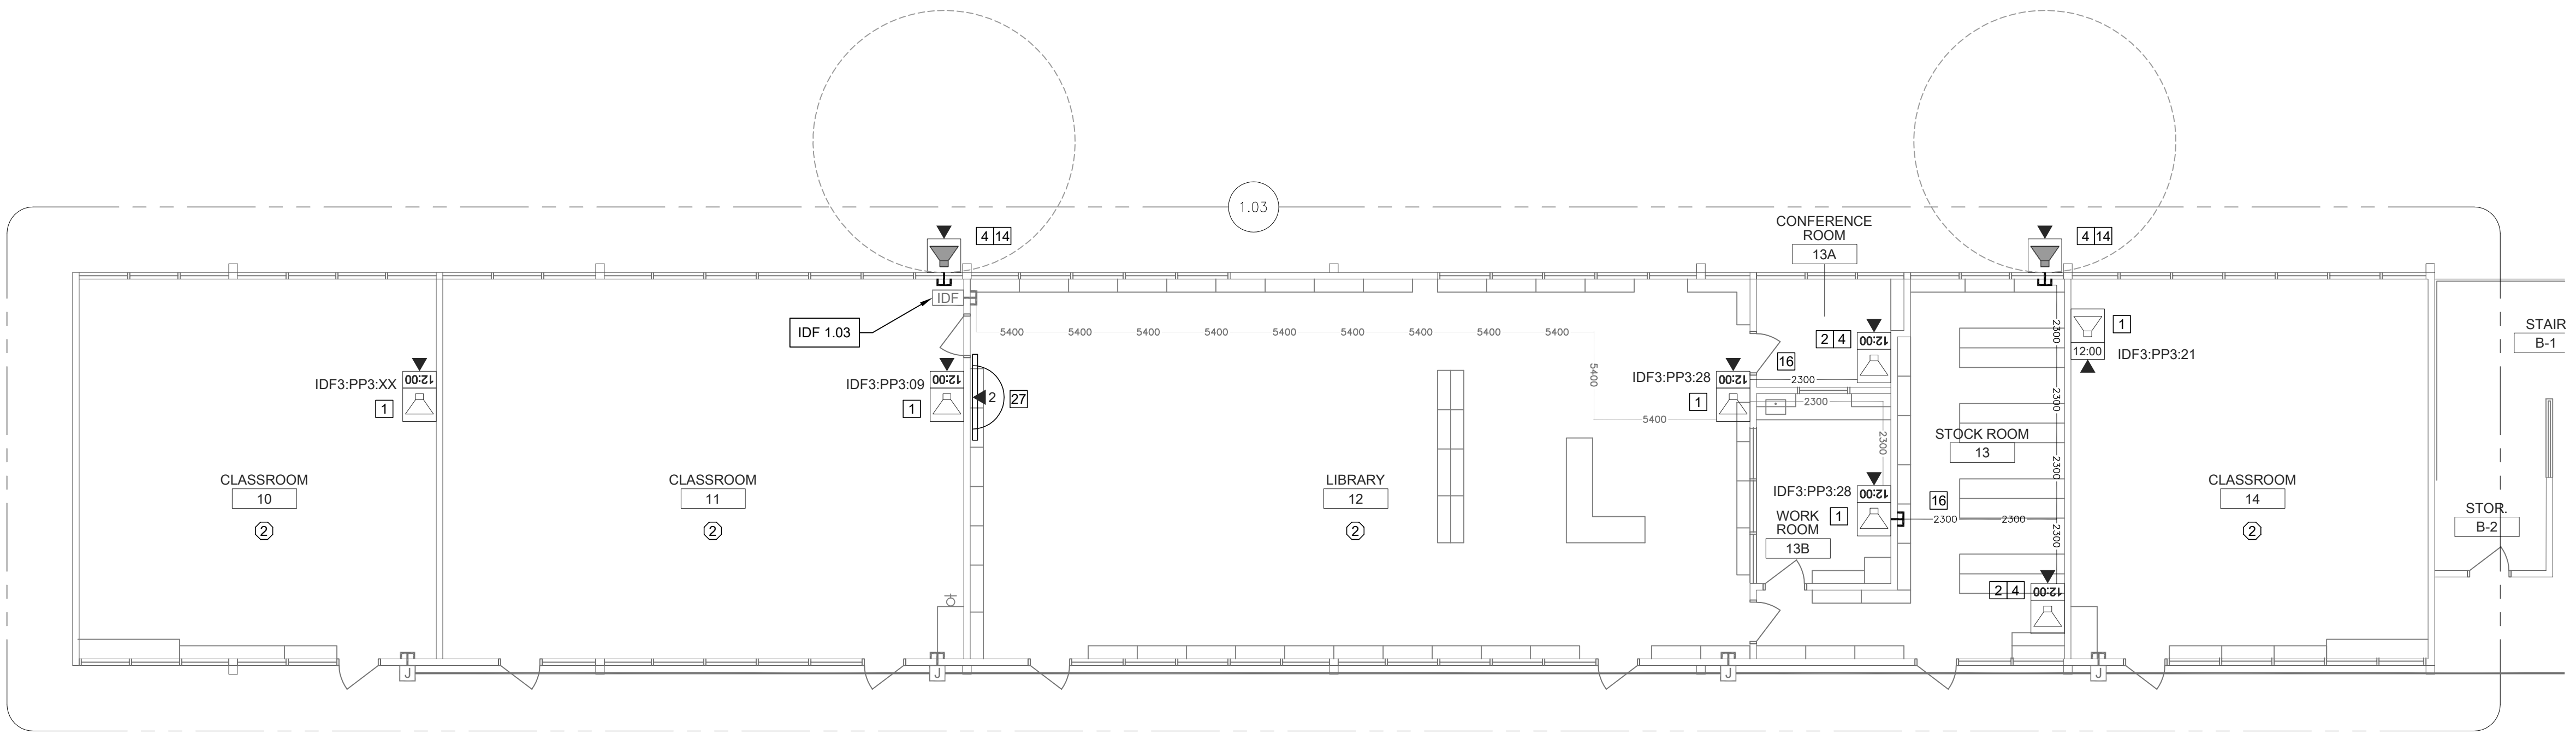 1.03
4 14
4 14
CONFERENCE
ROOM
13A
IDF
IDF 1.03
5400 5400 5400 5400 5400 5400 5400 5400 5400
5400
5400
2 4
12:00
16
2300
2300
2300
2300
2300
2300
2300
1
12:00
IDF3:PP3:21
STAIR
B-1
IDF3:PP3:XX
12:00
1
IDF3:PP3:09
12:00
1
2
27
IDF3:PP3:28
12:00
1
STOCK ROOM
13
CLASSROOM
10
2
CLASSROOM
11
2
LIBRARY
12
2
IDF3:PP3:28
12:00
1
WORK
ROOM
13B
16
2300 2300
2 4
12:00
CLASSROOM
14
2
STOR.
B-2
J
J
J
J